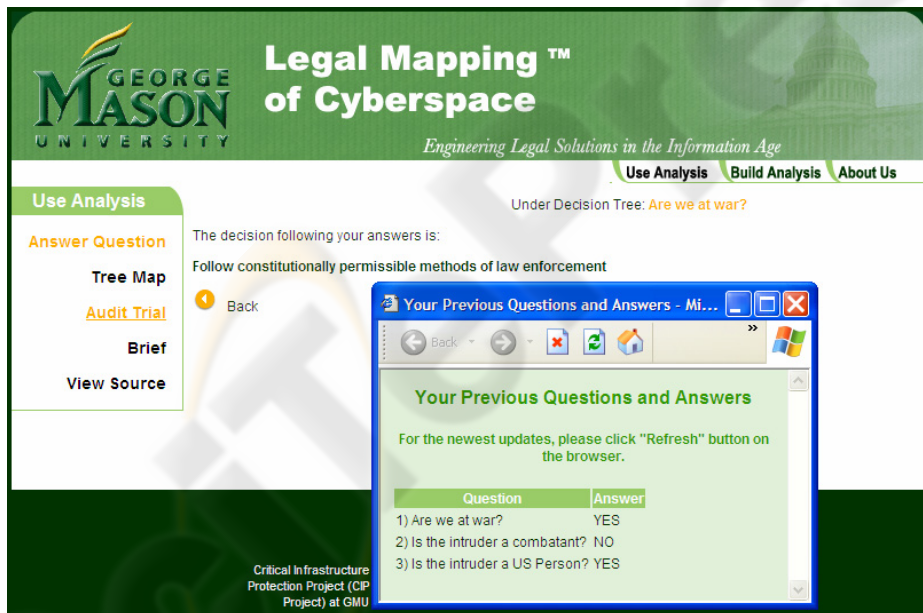 GEORGE
MASON
UNIVERSITY
Legal Mapping ™
of Cyberspace
Engineering Legal Solutions in the Information Age
Use Analysis Build Analysis About Us
Use Analysis
Under Decision Tree: Are we at war?
Answer Question
Tree Map
Audit Trial
Brief
View Source
The decision following your answers is:
Follow constitutionally permissible methods of law enforcement
Back
Your Previous Questions and Answers - Mi...
Back
»
Your Previous Questions and Answers
For the newest updates, please click "Refresh" button on
the browser.
Question Answer
1) Are we at war? YES
2) Is the intruder a combatant? NO
3) Is the intruder a US Person? YES
Critical Infrastructure
Protection Project (CIP
Project) at GMU